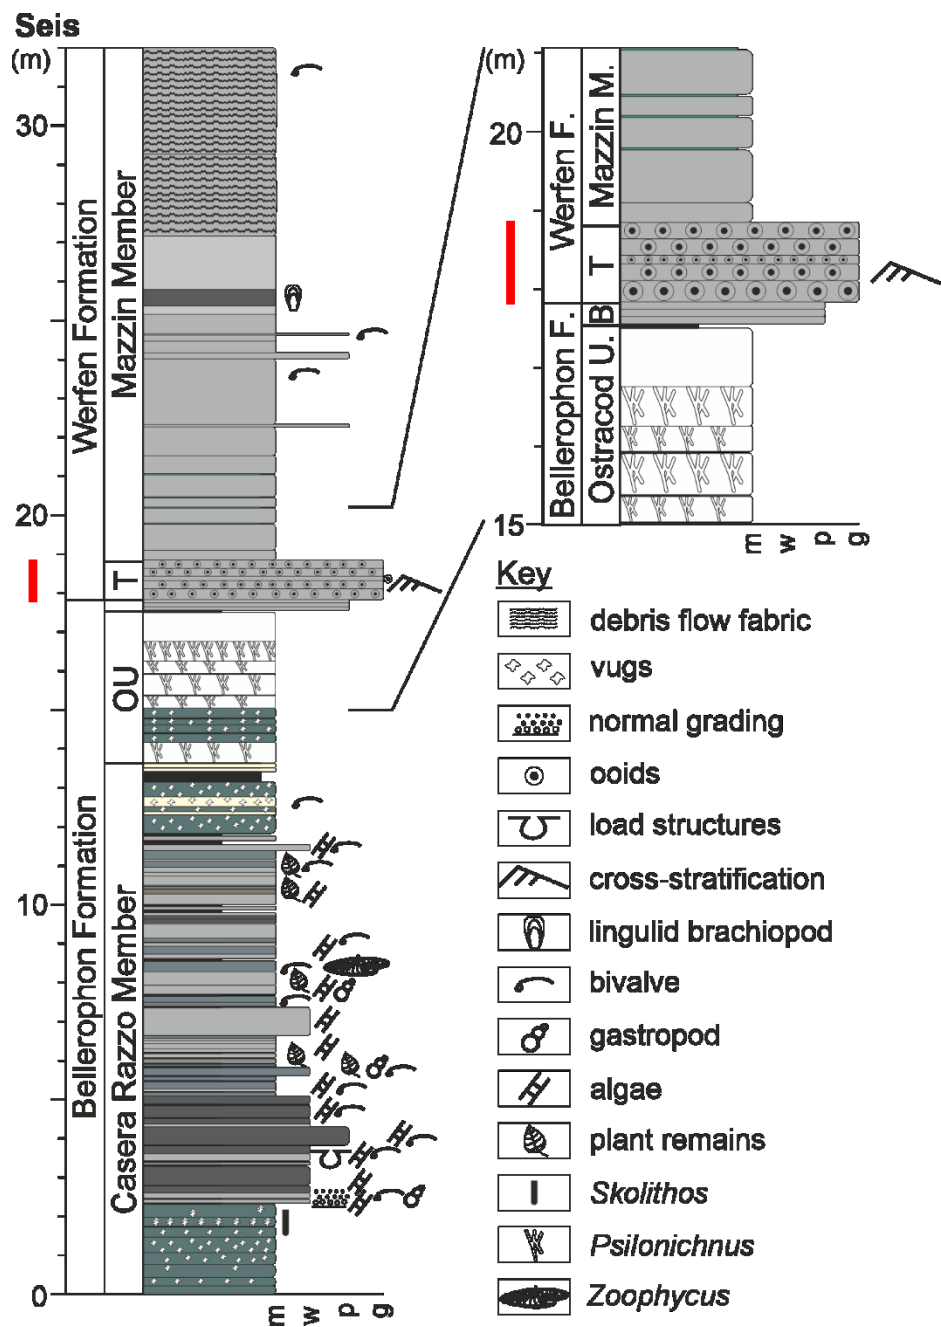 Seis
(m)
30
20
10
0
Werfen Formation
Bellerophon Formation
Mazzin Member
T
OU
Casera Razzo Member
m w p g
(m)
20
15
Werfen F.
Bellerophon F.
Mazzin M.
T
B
Ostracod U.
m w p g
Key
debris flow fabric
vugs
normal grading
ooids
load structures
cross-stratification
lingulid brachiopod
bivalve
gastropod
algae
plant remains
Skolithos
Psilonichnus
Zoophycus